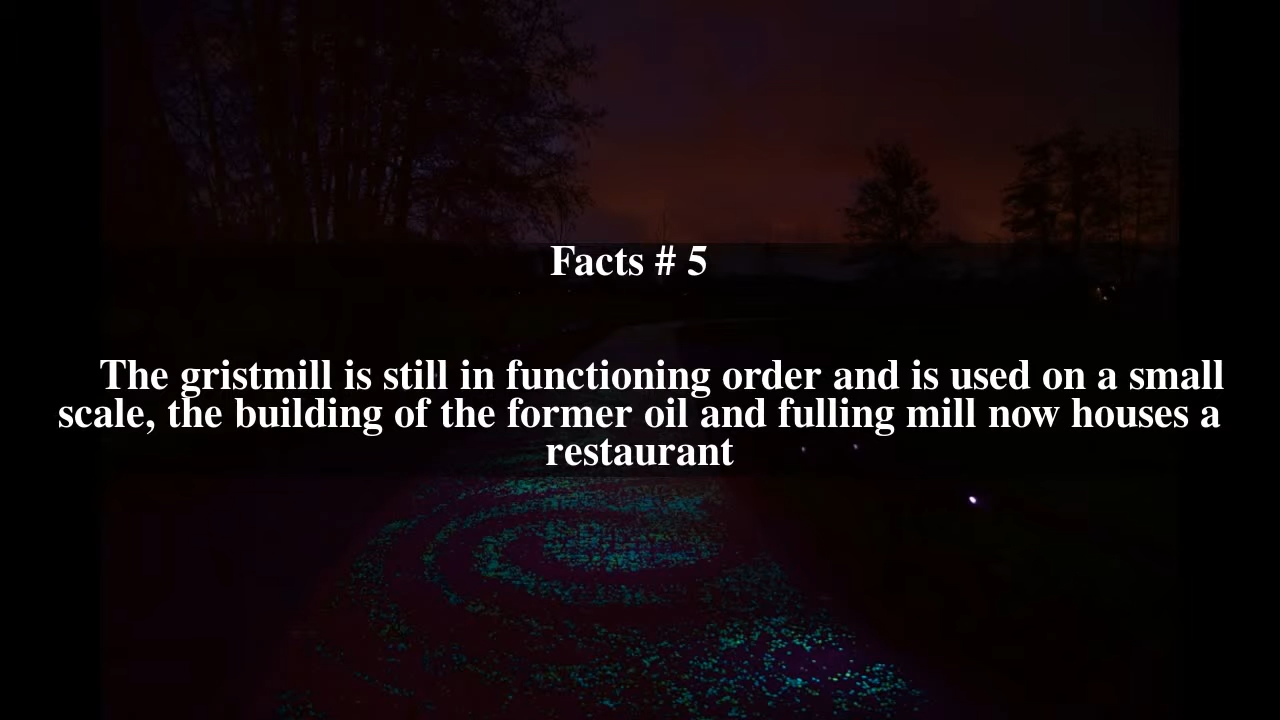 Facts # 5
The gristmill is still in functioning order and is used on a small
scale, the building of the former oil and fulling mill now houses a
restaurant